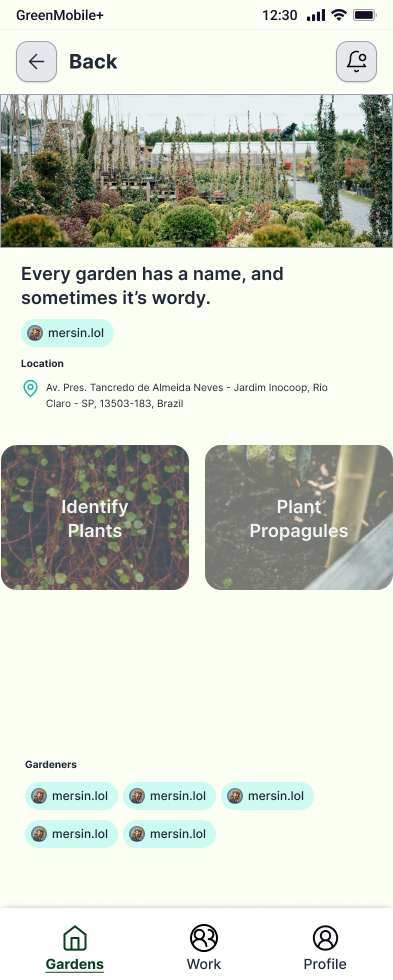 GreenMobile+ 12:30
Back
Every garden has a name, and
sometimes it's wordy.
mersin.lol
Location
Av. Pres. Tancredo de Almeida Neves - Jardim Inocoop, Rio
Claro - SP, 13503-183, Brazil
Identify
Plants
Plant
Propagules
Gardeners
mersin.lol mersin.lol mersin.lol
mersin.lol mersin.lol
Gardens Work Profile